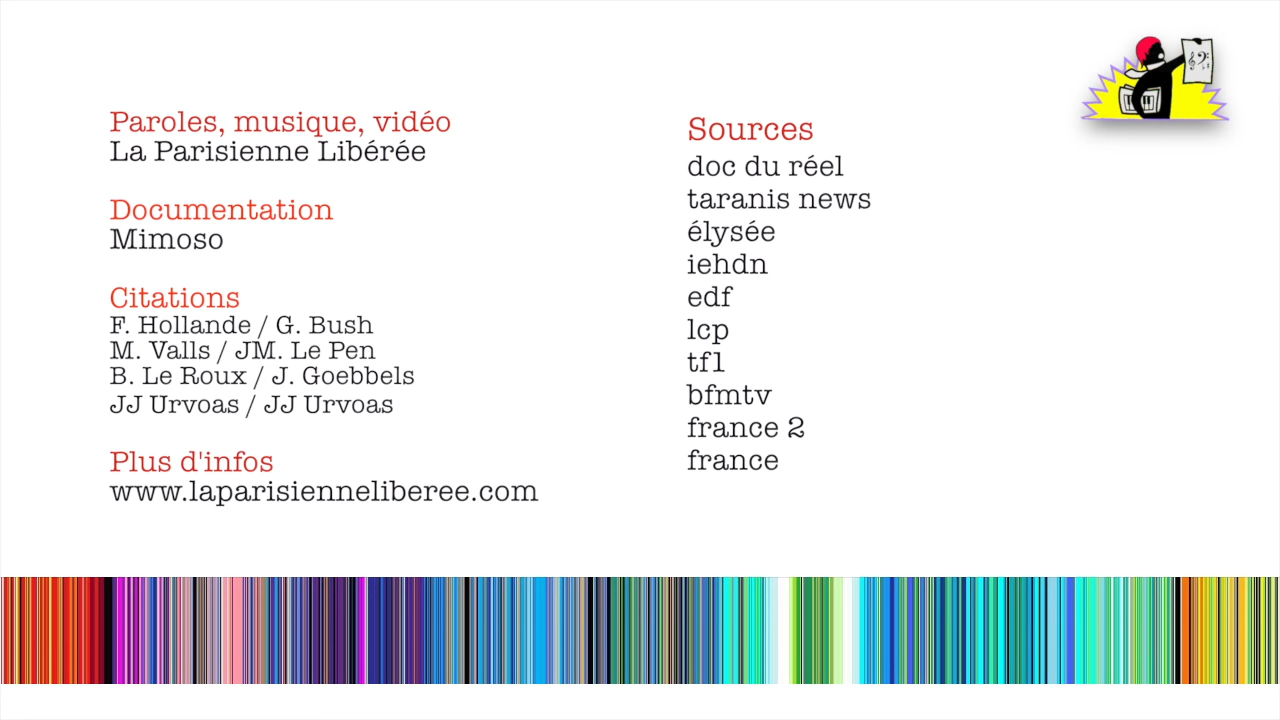 Paroles, musique, vidéo
La Parisienne Libérée
Documentation
Mimoso
Citations
F. Hollande / G. Bush
M. Valls / JM. Le Pen
B. Le Roux / J. Goebbels
JJ Urvoas / JJ Urvoas
Plus d'infos
www.laparisienneliberee.com
Sources
doc du réel
taranis news
élysée
iehdn
edf
lcp
tf1
bfmtv
france 2
france